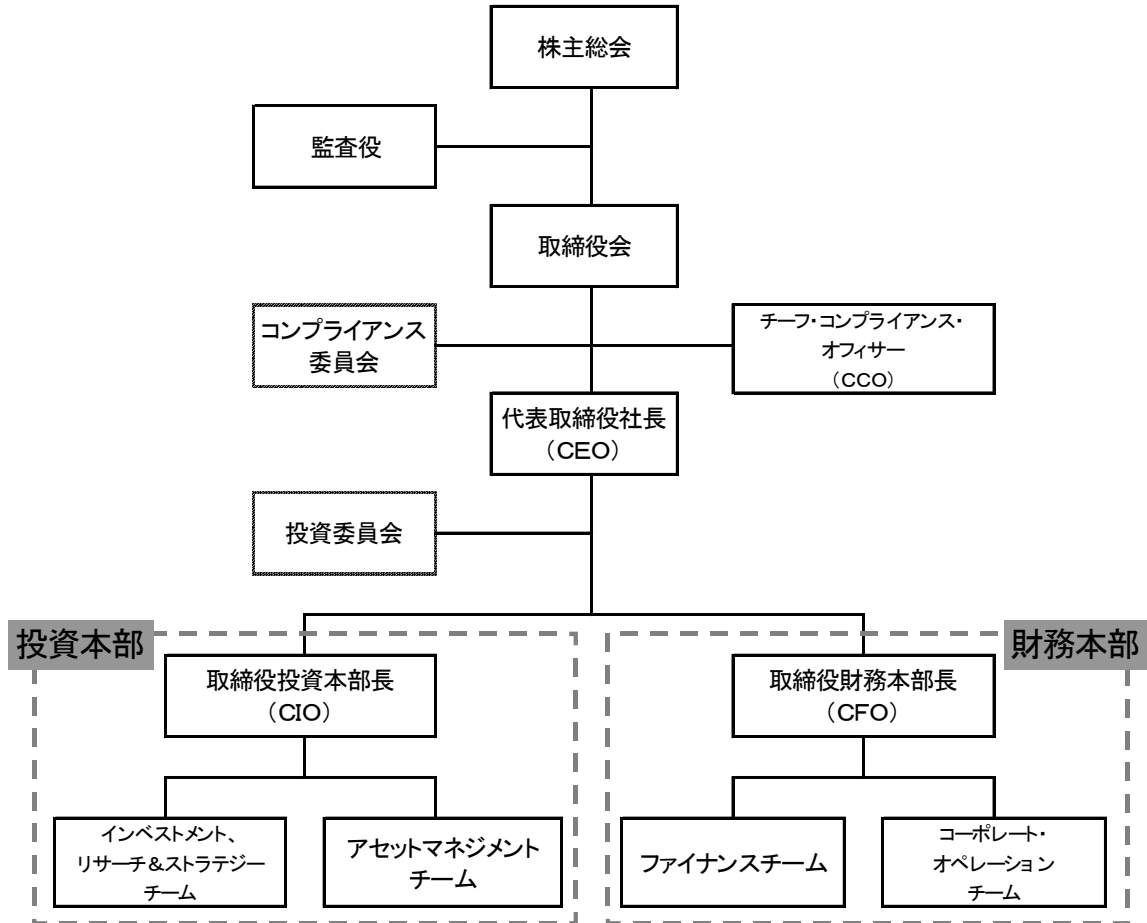 株主総会
監査役
取締役会
コンプライアンス
委員会
チーフ・コンプライアンス・
オフィサー
(CCO)
代表取締役社長
(CEO)
投資委員会
投資本部
取締役投資本部長
(CIO)
インベストメント、
リサーチ&ストラテジー
チーム
アセットマネジメント
チーム
財務本部
取締役財務本部長
(CFO)
ファイナンスチーム
コーポレート・
オペレーション
チーム